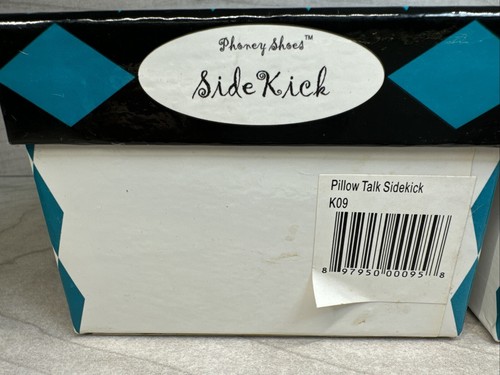 Phoney Shoes™
SideKick
Pillow Talk Sidekick
K09
8 97950 00095 8